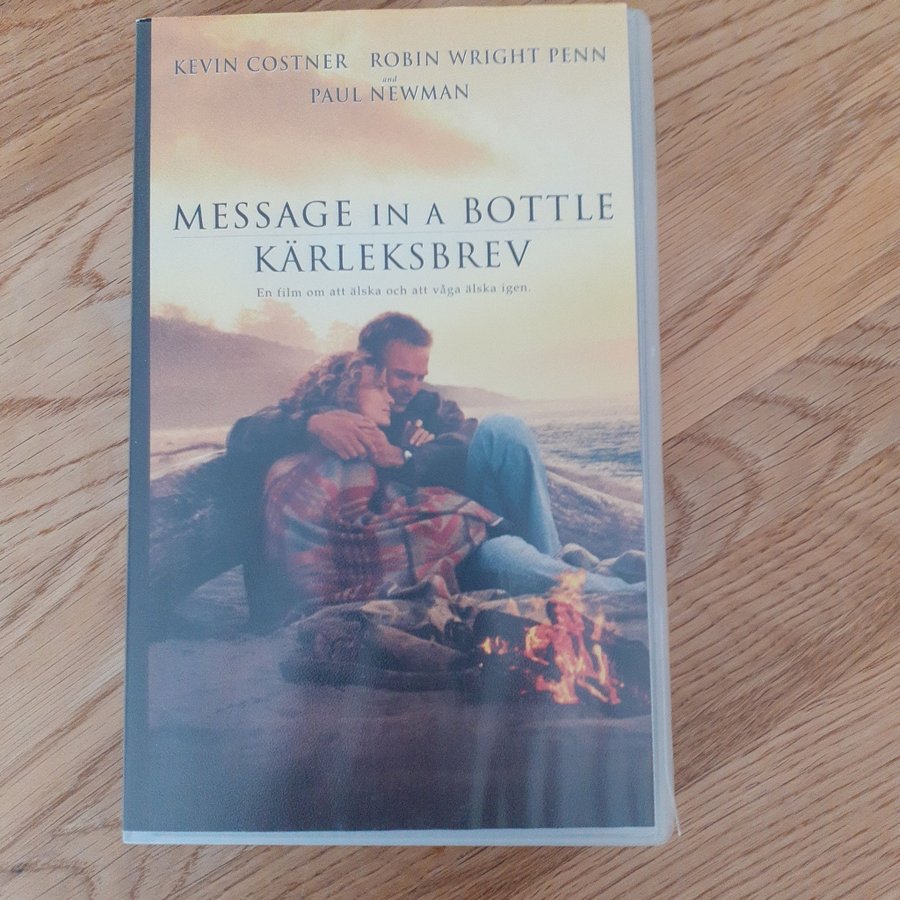 KEVIN COSTNER ROBIN WRIGHT PENN
and
PAUL NEWMAN
MESSAGE IN A BOTTLE
KÄRLEKSBREV
En film om att älska och att våga älska igen.